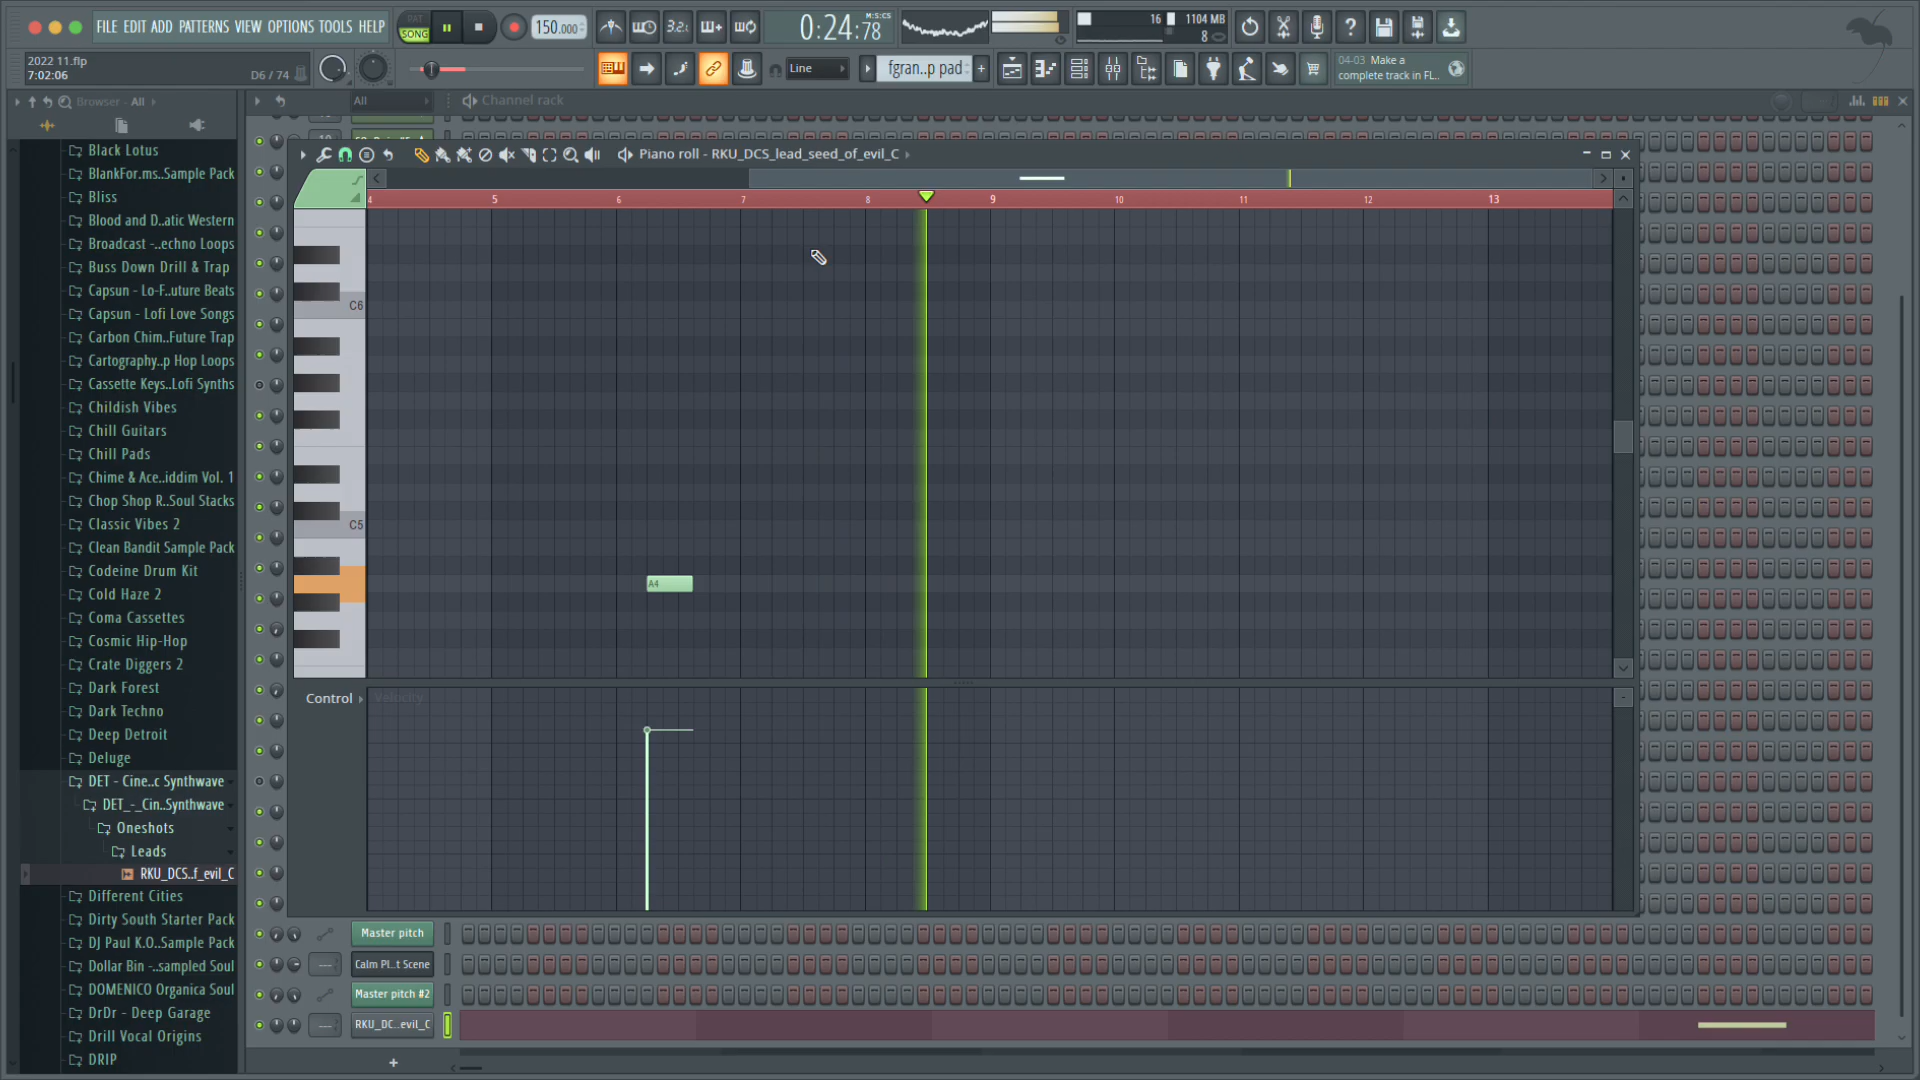 FILE EDIT ADD PATTERNS VIEW OPTIONS TOOLS HELP
PAT
SONG
150.000
3.2.1
0:24:78
M:S:CS
16
1104 MB
8
2022 11.flp
7:02:06
D6 / 74
Line
fgran..p pad
+
04-03 Make a
complete track in FL..
Browser - All
All
Channel rack
Black Lotus
BlankFor.ms..Sample Pack
Bliss
Blood and D..atic Western
Broadcast -..echno Loops
Buss Down Drill & Trap
Capsun - Lo-F..uture Beats
Capsun - Lofi Love Songs
Carbon Chim..Future Trap
Cartography..p Hop Loops
Cassette Keys..Lofi Synths
Childish Vibes
Chill Guitars
Chill Pads
Chime & Ace..iddim Vol. 1
Chop Shop R..Soul Stacks
Classic Vibes 2
Clean Bandit Sample Pack
Codeine Drum Kit
Cold Haze 2
Coma Cassettes
Cosmic Hip-Hop
Crate Diggers 2
Dark Forest
Dark Techno
Deep Detroit
Deluge
DET - Cine..c Synthwave
DET_-_Cin..Synthwave
Oneshots
Leads
RKU_DCS..f_evil_C
Different Cities
Dirty South Starter Pack
DJ Paul K.O..Sample Pack
Dollar Bin -..sampled Soul
DOMENICO Organica Soul
DrDr - Deep Garage
Drill Vocal Origins
DRIP
Piano roll - RKU_DCS_lead_seed_of_evil_C
4 5 6 7 8 9 10 11 12 13
C6
C5
A4
Control
Velocity
Master pitch
Calm Pl..t Scene
Master pitch #2
RKU_DC..evil_C
+